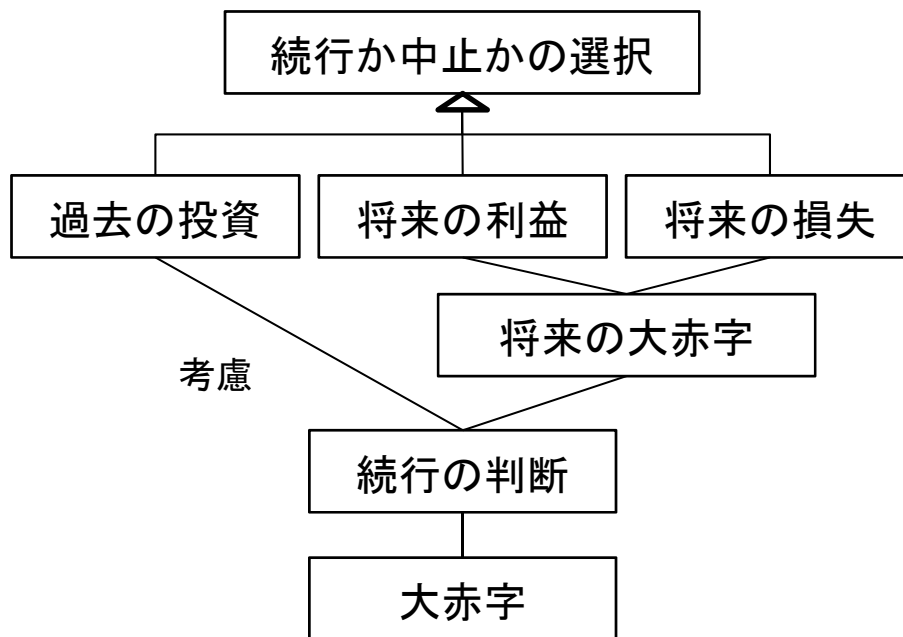 続行か中止かの選択
過去の投資
将来の利益
将来の損失
将来の大赤字
考慮
続行の判断
大赤字